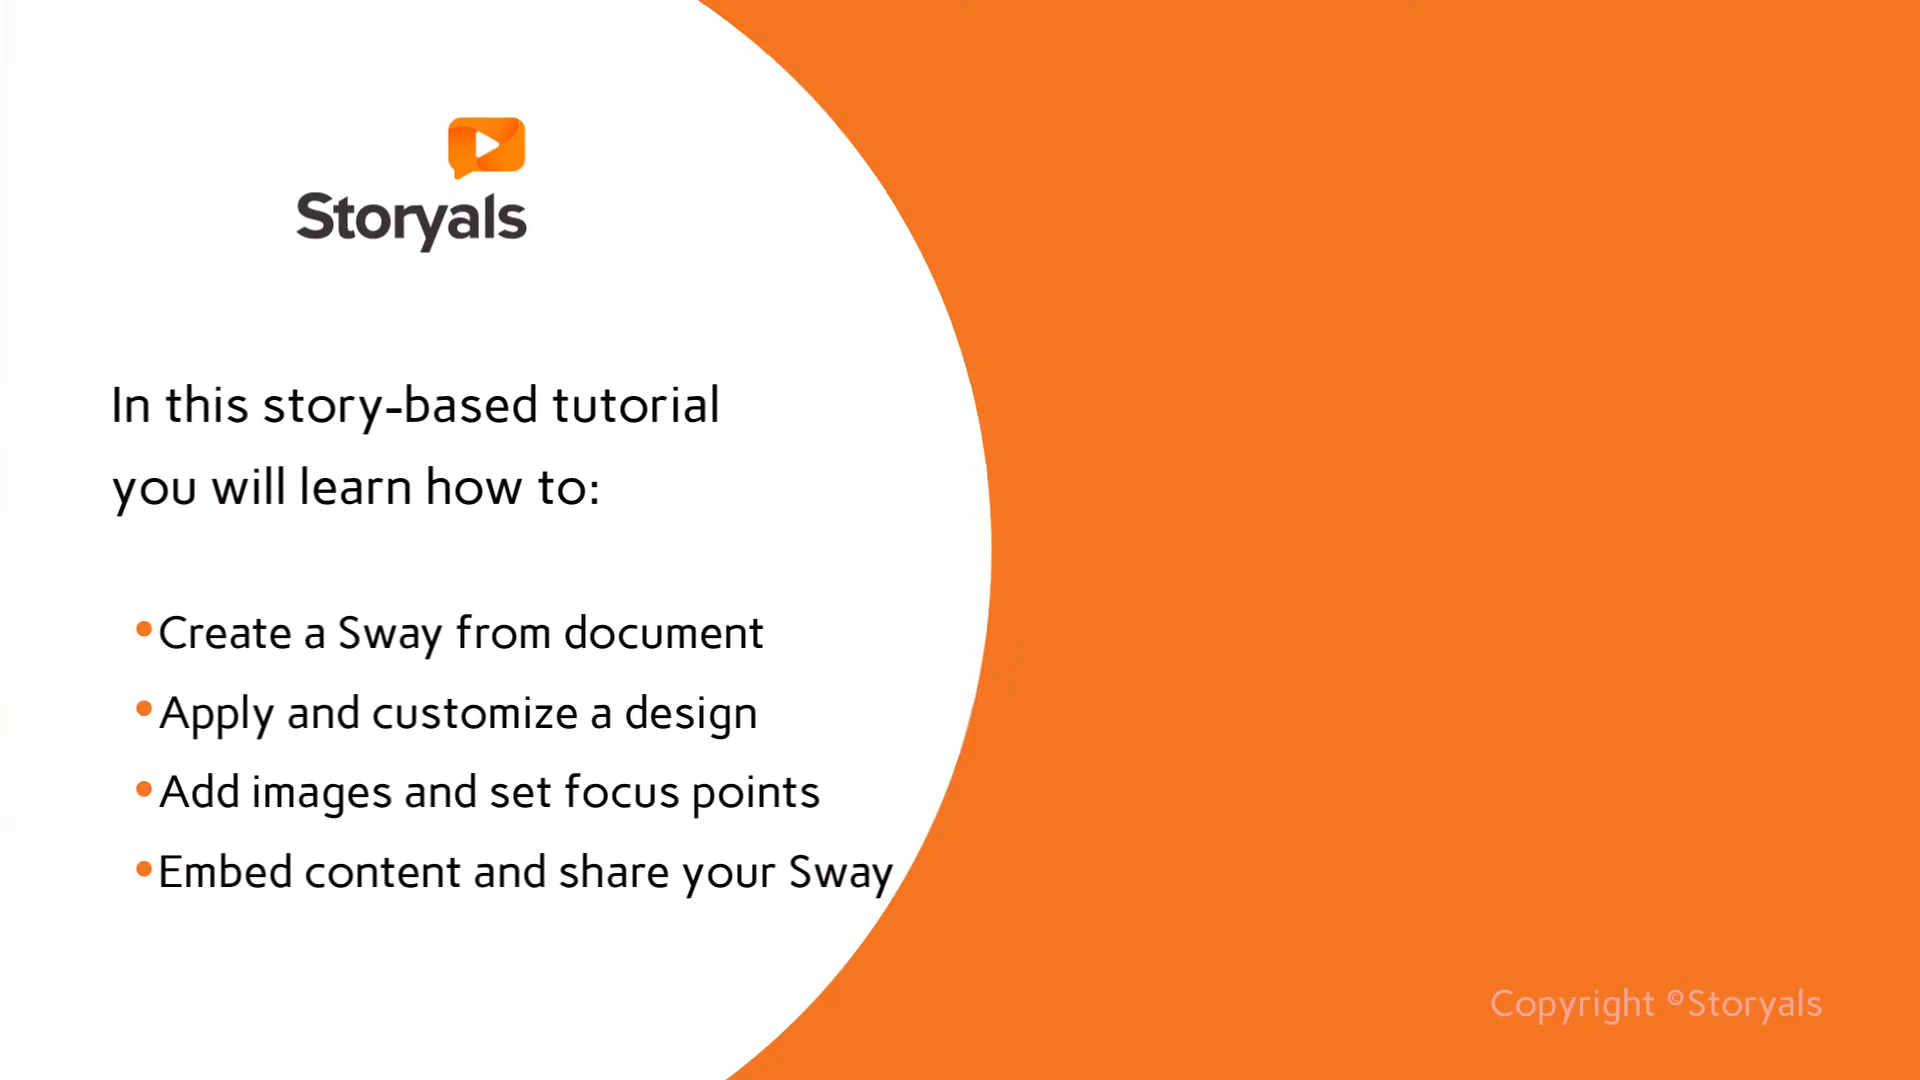 Storyals
In this story-based tutorial
you will learn how to:
•Create a Sway from document
•Apply and customize a design
•Add images and set focus points
•Embed content and share your Sway
Copyright ©Storyals